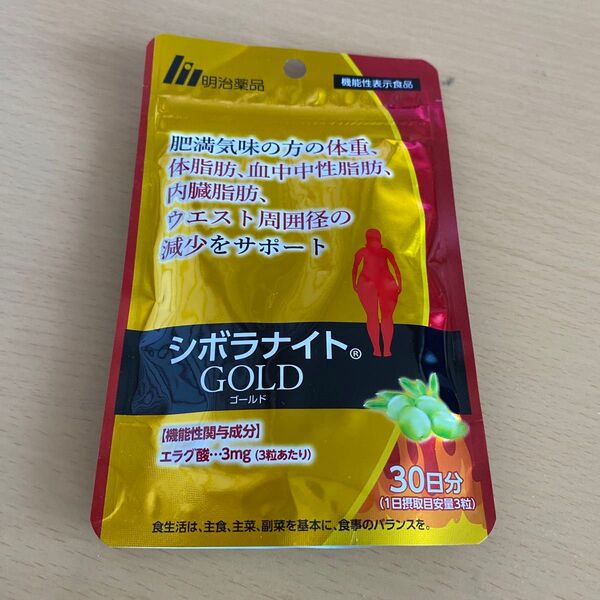 明治薬品
機能性表示食品
肥満気味の方の体重、
体脂肪、血中中性脂肪、
内臓脂肪、
ウエスト周囲径の
減少をサポート
シボラナイト®
GOLD
ゴールド
【機能性関与成分】
エラグ酸…3mg (3粒あたり)
30日分
(1日摂取目安量3粒)
食生活は、主食、主菜、副菜を基本に、食事のバランスを。